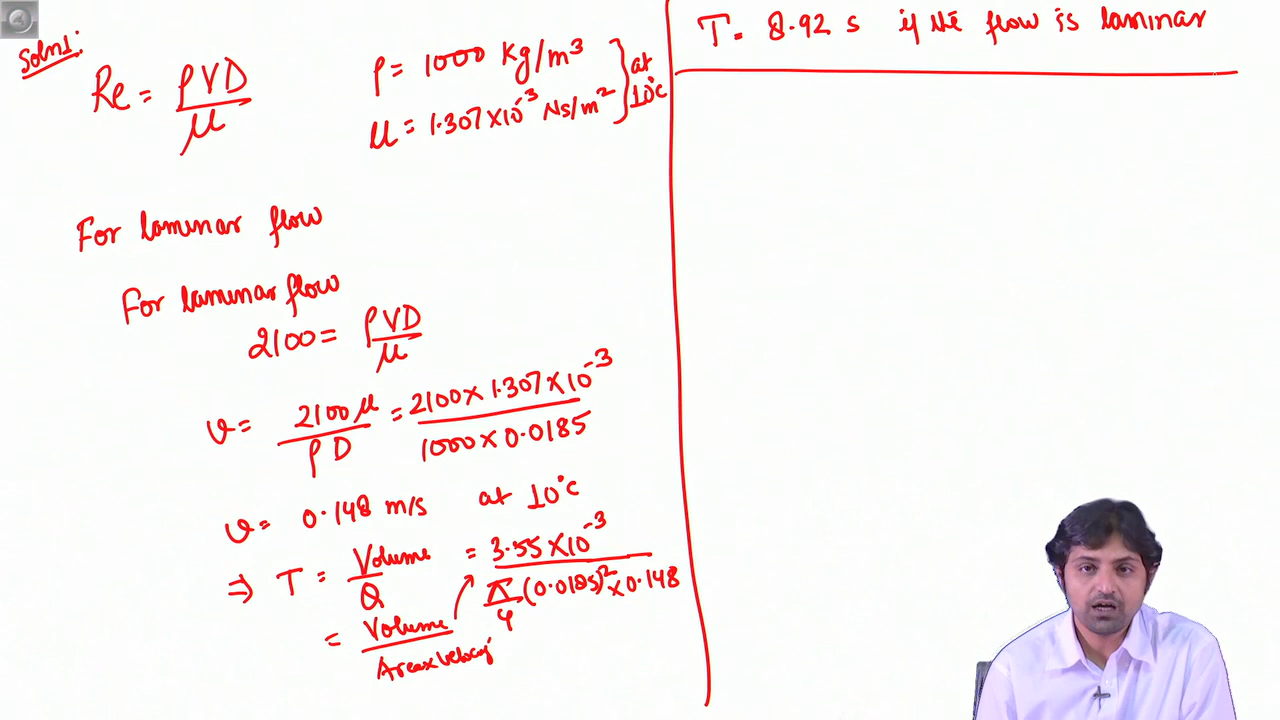 Soln1:
Re = ρVD/μ
ρ = 1000 Kg/m³ } at 10°C
μ = 1.307×10⁻³ Ns/m²
For laminar flow
For laminar flow
2100 = ρVD/μ
v = 2100μ/ρD = 2100×1.307×10⁻³/1000×0.0185
v = 0.148 m/s at 10°C
⇒ T = Volume/Q = 3.55×10⁻³/π/4(0.0185)²×0.148
= Volume/Area×velocity
T = 8.92 s if the flow is laminar